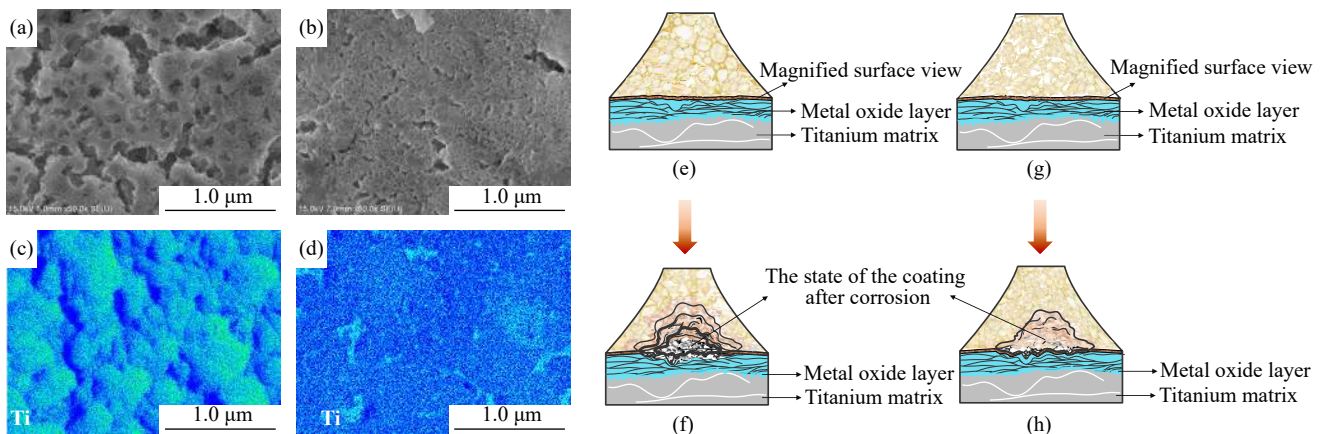 (a)
(b)
1.0 μm
1.0 μm
(c)
(d)
Ti
1.0 μm
1.0 μm
Magnified surface view
Metal oxide layer
Titanium matrix
(e)
Magnified surface view
Metal oxide layer
Titanium matrix
(g)
The state of the coating
after corrosion
Metal oxide layer
Titanium matrix
(f)
Metal oxide layer
Titanium matrix
(h)